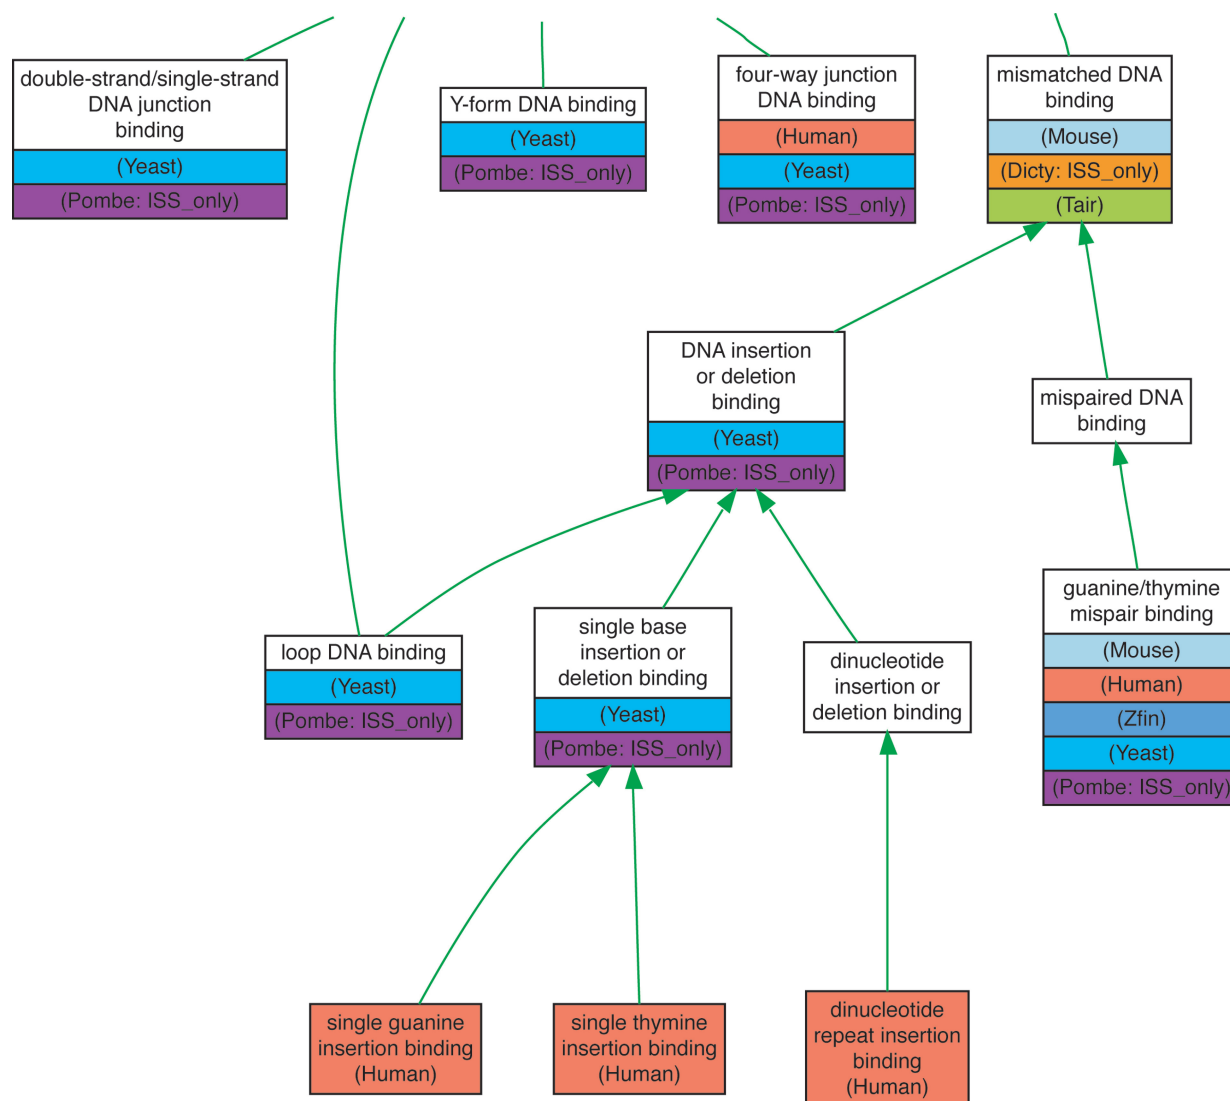 double-strand/single-strand
DNA junction
binding
(Yeast)
(Pombe: ISS_only)
Y-form DNA binding
(Yeast)
(Pombe: ISS_only)
four-way junction
DNA binding
(Human)
(Yeast)
(Pombe: ISS_only)
mismatched DNA
binding
(Mouse)
(Dicty: ISS_only)
(Tair)
DNA insertion
or deletion
binding
(Yeast)
(Pombe: ISS_only)
mispaired DNA
binding
loop DNA binding
(Yeast)
(Pombe: ISS_only)
single base
insertion or
deletion binding
(Yeast)
(Pombe: ISS_only)
dinucleotide
insertion or
deletion binding
guanine/thymine
mispair binding
(Mouse)
(Human)
(Zfin)
(Yeast)
(Pombe: ISS_only)
single guanine
insertion binding
(Human)
single thymine
insertion binding
(Human)
dinucleotide
repeat insertion
binding
(Human)